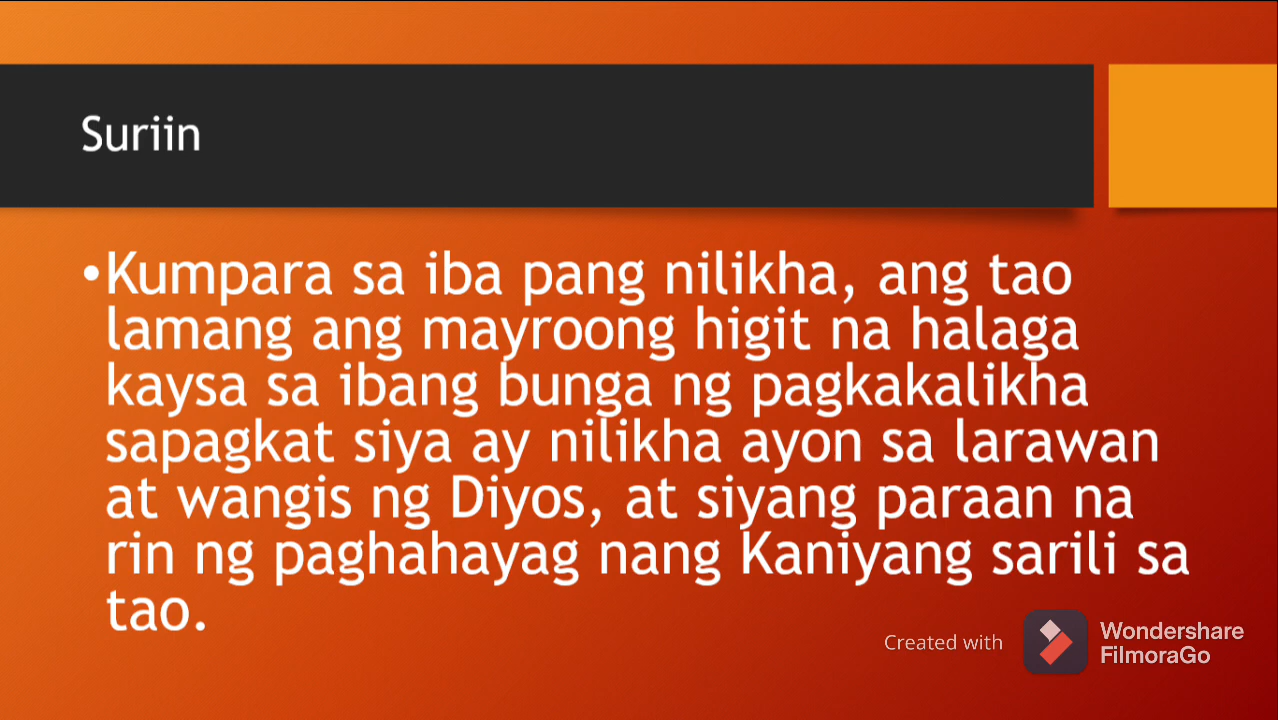 Suriin
•Kumpara sa iba pang nilikha, ang tao
lamang ang mayroong higit na halaga
kaysa sa ibang bunga ng pagkakalikha
sapagkat siya ay nilikha ayon sa larawan
at wangis ng Diyos, at siyang paraan na
rin ng paghahayag nang Kaniyang sarili sa
tao.
Created with
Wondershare
FilmoraGo